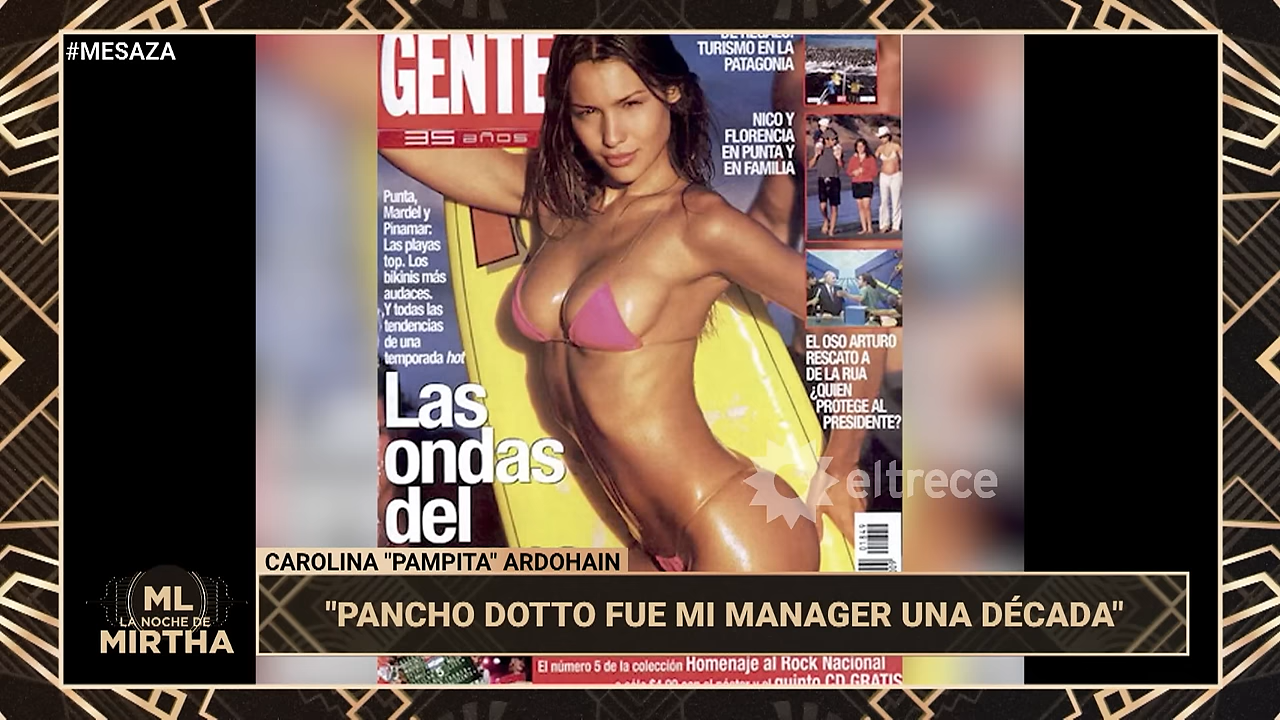 #MESAZA
GENTE
35 años
TURISMO EN LA
PATAGONIA
NICO Y
FLORENCIA
EN PUNTA Y
EN FAMILIA
Punta,
Mardel y
Pinamar:
Las playas
top. Los
bikinis más
audaces.
Y todas las
tendencias
de una
temporada hot
Las
ondas
del
EL OSO ARTURO
RESCATO A
DE LA RUA
¿QUIEN
PROTEGE AL
PRESIDENTE?
eltrece
CAROLINA "PAMPITA" ARDOHAIN
"PANCHO DOTTO FUE MI MANAGER UNA DÉCADA"
ML
LA NOCHE DE
MIRTHA
El número 5 de la colección Homenaje al Rock Nacional
quinto CD GRATIS